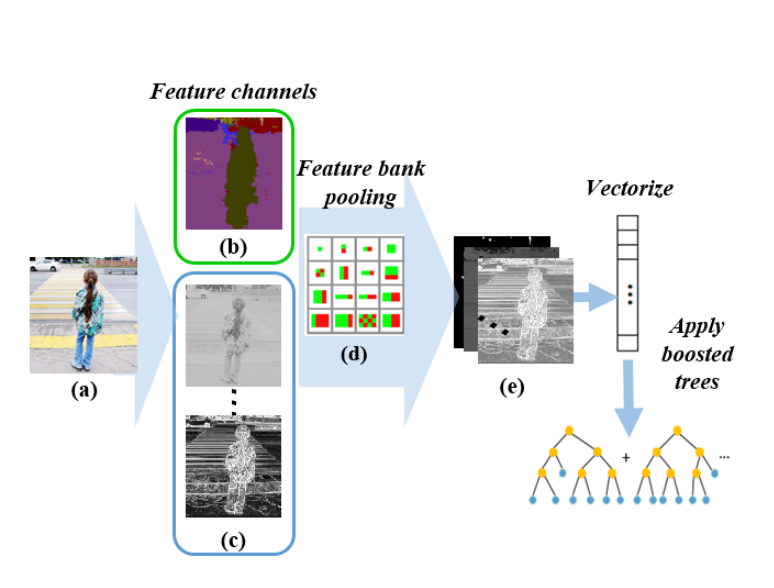 Feature channels
(b)
Feature bank
pooling
Vectorize
(a)
(d)
(e)
Apply
boosted
trees
(c)
+
...